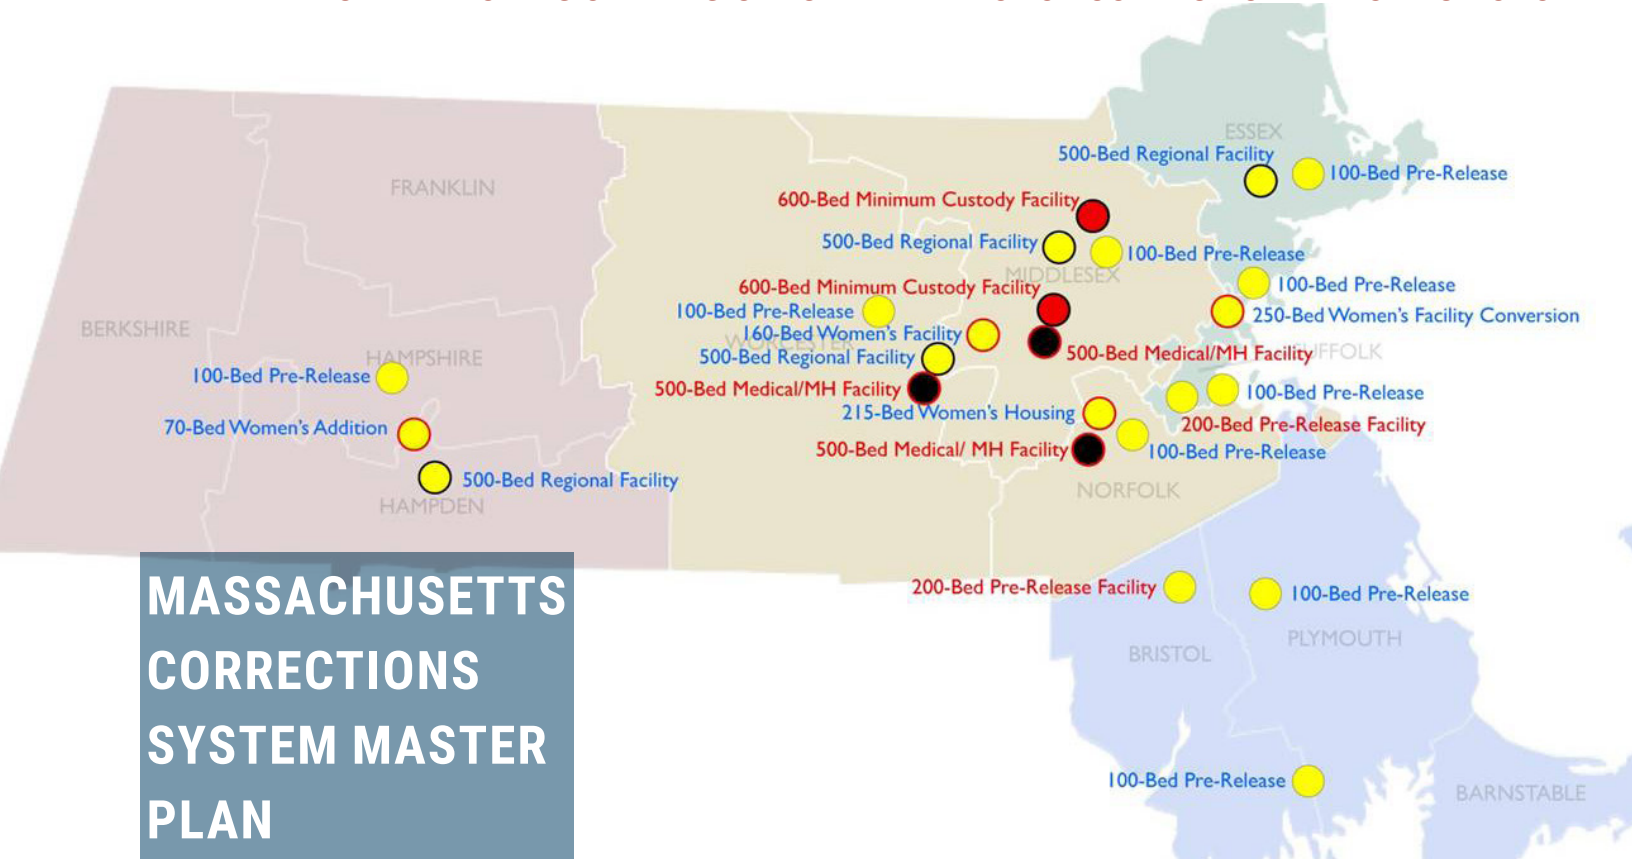 ESSEX
500-Bed Regional Facility
100-Bed Pre-Release
FRANKLIN
600-Bed Minimum Custody Facility
500-Bed Regional Facility
100-Bed Pre-Release
MIDDLESEX
600-Bed Minimum Custody Facility
100-Bed Pre-Release
100-Bed Pre-Release
250-Bed Women's Facility Conversion
BERKSHIRE
160-Bed Women's Facility
WORCESTER
500-Bed Regional Facility
500-Bed Medical/MH Facility
SUFFOLK
HAMPSHIRE
100-Bed Pre-Release
500-Bed Medical/MH Facility
100-Bed Pre-Release
215-Bed Women's Housing
200-Bed Pre-Release Facility
70-Bed Women's Addition
500-Bed Medical/ MH Facility
100-Bed Pre-Release
500-Bed Regional Facility
NORFOLK
HAMPDEN
200-Bed Pre-Release Facility
100-Bed Pre-Release
PLYMOUTH
BRISTOL
100-Bed Pre-Release
BARNSTABLE
MASSACHUSETTS
CORRECTIONS
SYSTEM MASTER
PLAN